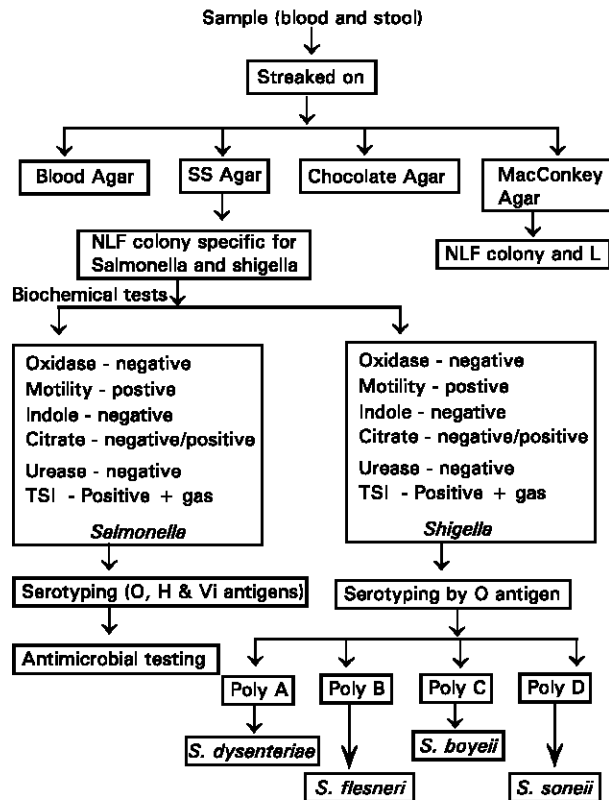 Sample (blood and stool)
Streaked on
Blood Agar
SS Agar
Chocolate Agar
MacConkey
Agar
NLF colony specific for
Salmonella and shigella
NLF colony and L
Biochemical tests
Oxidase - negative
Motility - postive
Indole - negative
Citrate - negative/positive
Urease - negative
TSI - Positive + gas
Salmonella
Oxidase - negative
Motility - postive
Indole - negative
Citrate - negative/positive
Urease - negative
TSI - Positive + gas
Shigella
Serotyping (O, H & Vi antigens)
Serotyping by O antigen
Antimicrobial testing
Poly A
Poly B
Poly C
Poly D
S. dysenteriae
S. boyeii
S. flesneri
S. soneii